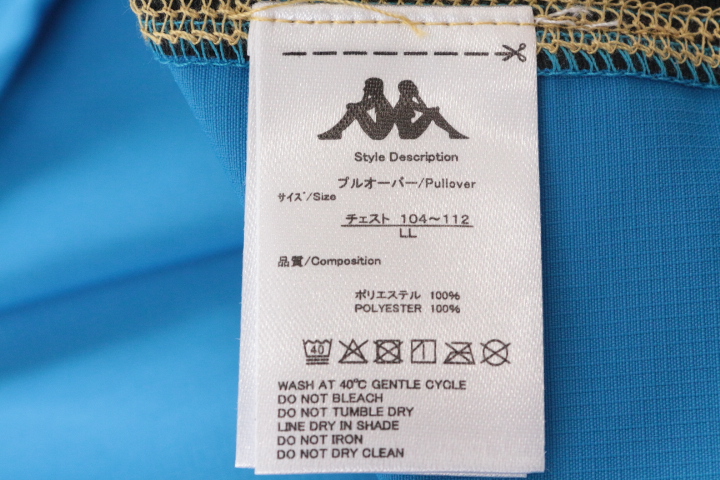 Style Description
プルオーバー/Pullover
サイズ/Size
チェスト 104～112
LL
品質/Composition
ポリエステル 100%
POLYESTER 100%
40
WASH AT 40℃ GENTLE CYCLE
DO NOT BLEACH
DO NOT TUMBLE DRY
LINE DRY IN SHADE
DO NOT IRON
DO NOT DRY CLEAN